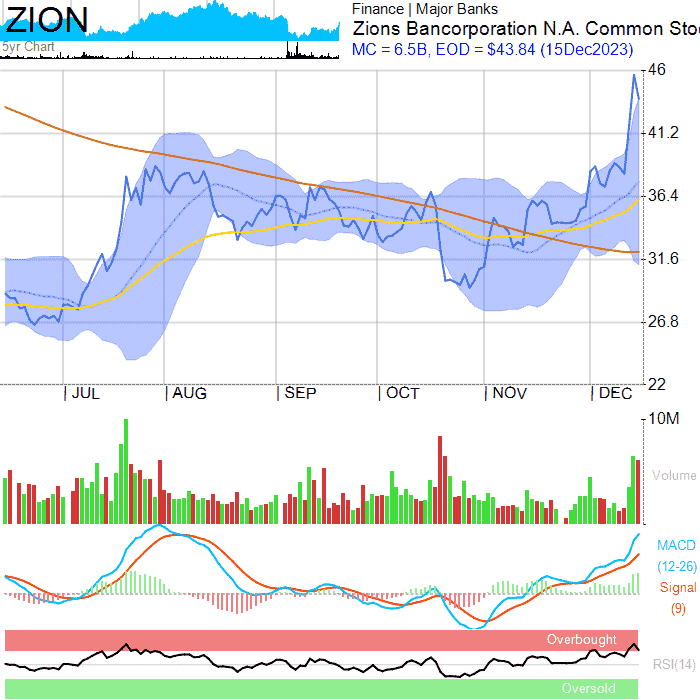 ZION
5yr Chart
Finance | Major Banks
Zions Bancorporation N.A. Common Sto
MC = 6.5B, EOD = $43.84 (15Dec2023)
46
41.2
36.4
31.6
26.8
22
JUL AUG SEP OCT NOV DEC
10M
Volume
MACD
(12-26)
Signal
(9)
Overbought
RSI(14)
Oversold